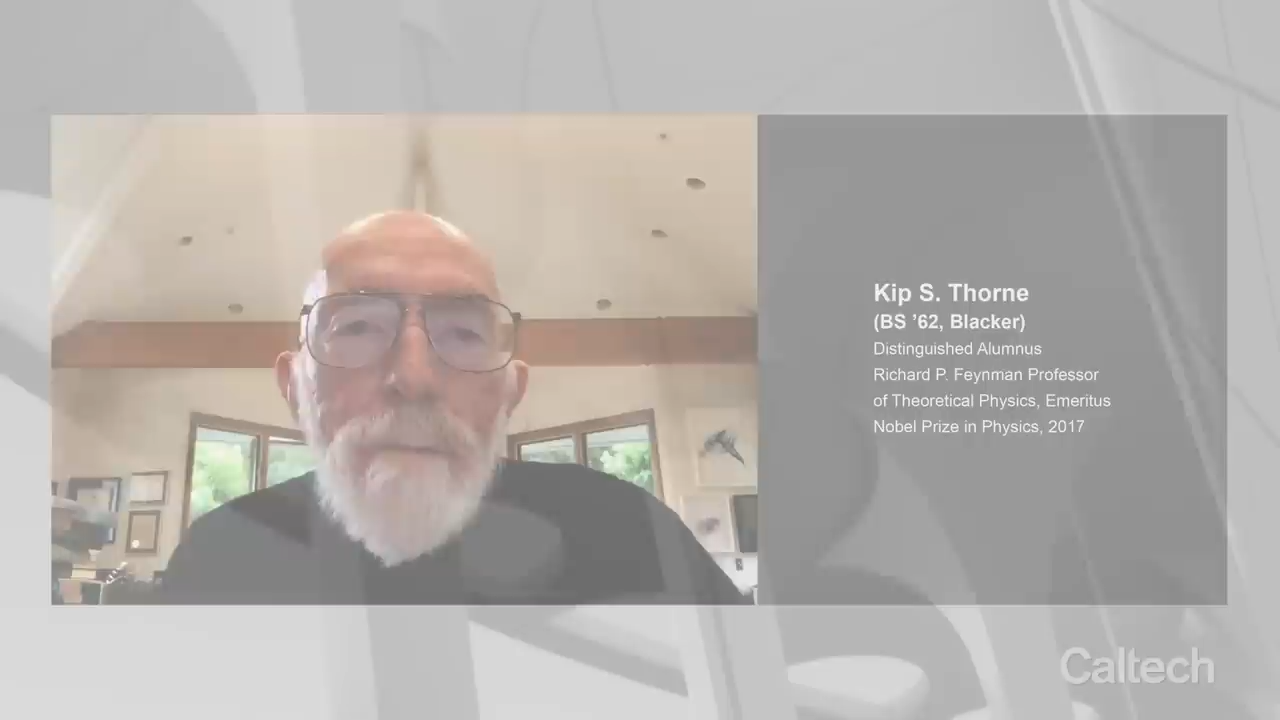 Kip S. Thorne
(BS ’62, Blacker)
Distinguished Alumnus
Richard P. Feynman Professor
of Theoretical Physics, Emeritus
Nobel Prize in Physics, 2017
Caltech